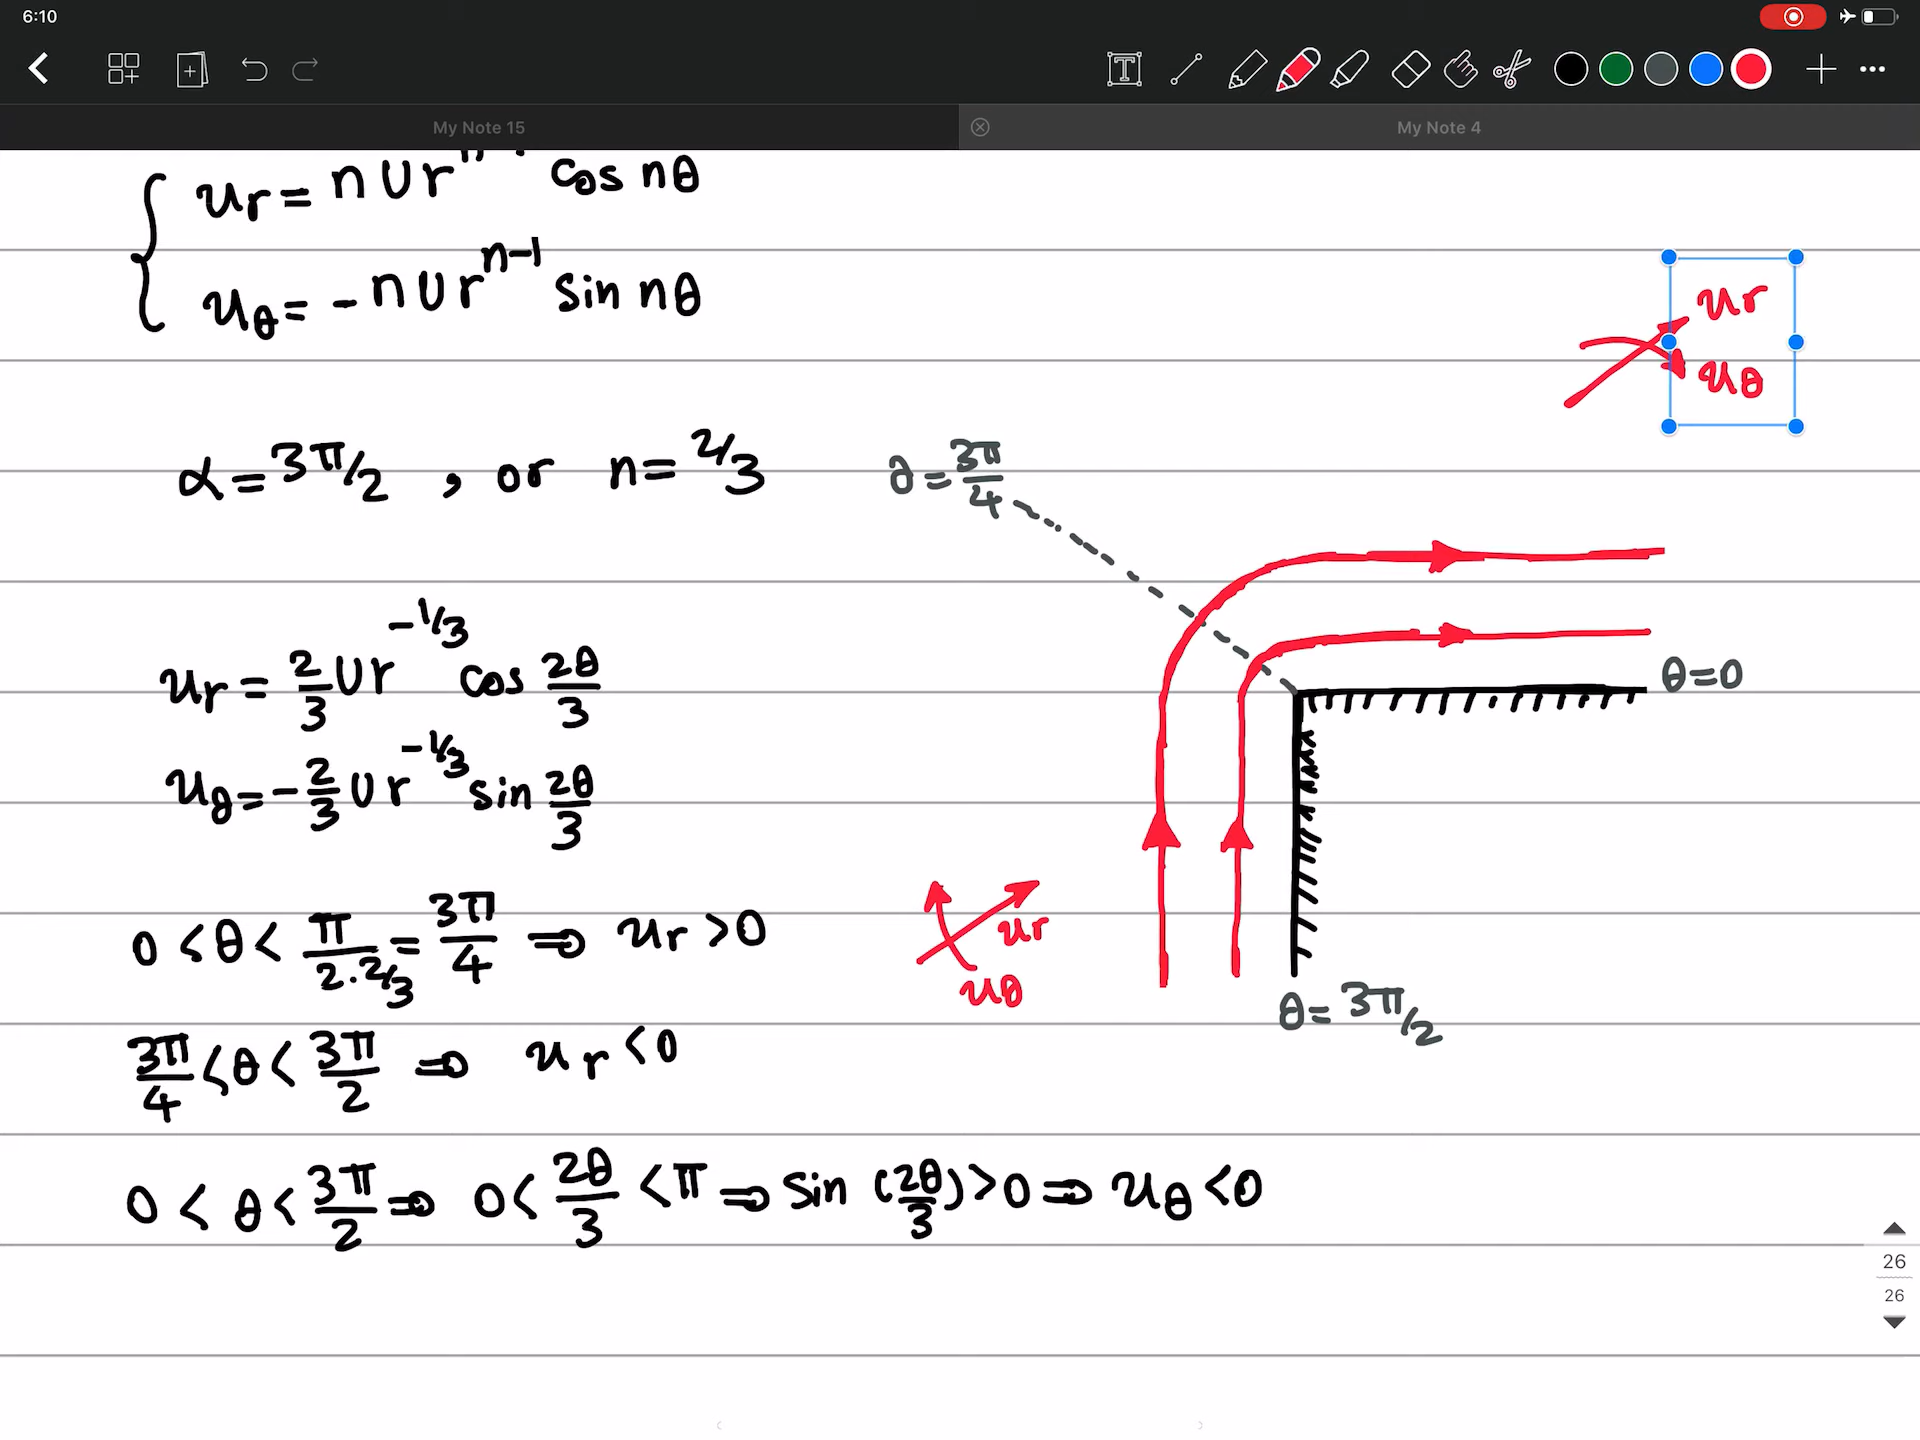 6:10
My Note 15
My Note 4
ur = nUr cos nθ
uθ = -nUr^(n-1) sin nθ
ur
uθ
α = 3π/2 , or n = 2/3
θ = 3π/4
ur = 2/3 Ur^(-1/3) cos 2θ/3
θ=0
uθ = -2/3 Ur^(-1/3) sin 2θ/3
0 < θ < π/(2·2/3) = 3π/4 ⇒ ur > 0
ur
uθ
θ = 3π/2
3π/4 < θ < 3π/2 ⇒ ur < 0
0 < θ < 3π/2 ⇒ 0 < 2θ/3 < π ⇒ sin (2θ/3) > 0 ⇒ uθ < 0
26
26